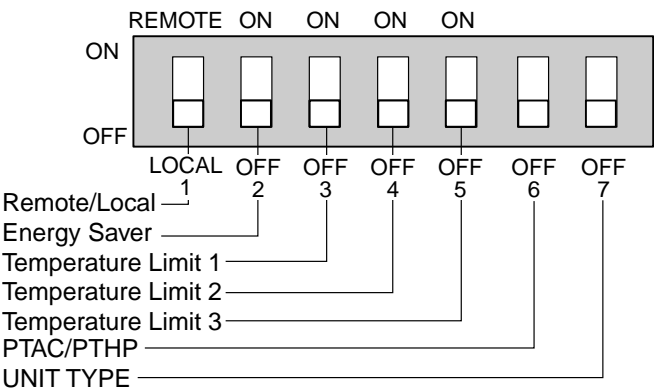 REMOTE ON ON ON ON
ON
OFF
LOCAL OFF OFF OFF OFF OFF OFF
1 2 3 4 5 6 7
Remote/Local
Energy Saver
Temperature Limit 1
Temperature Limit 2
Temperature Limit 3
PTAC/PTHP
UNIT TYPE